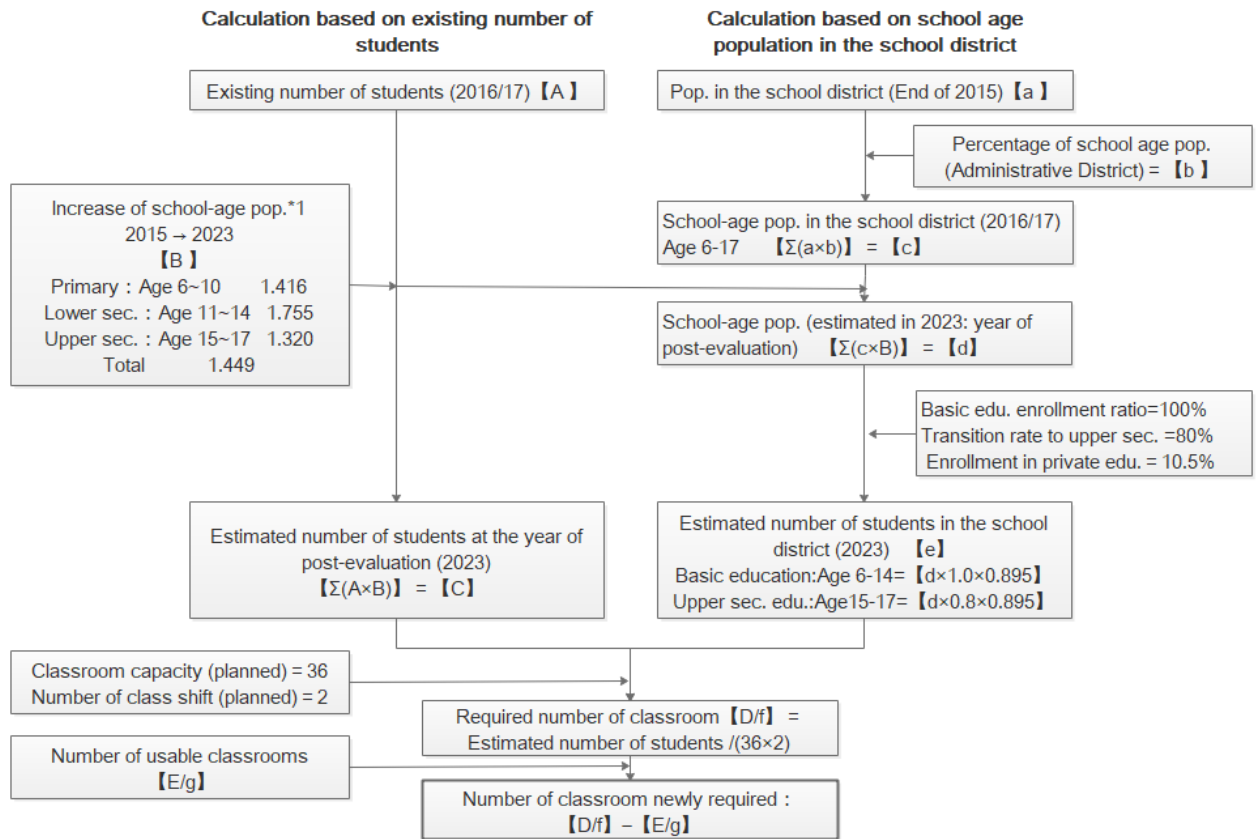 Calculation based on existing number of
students
Calculation based on school age
population in the school district
Existing number of students (2016/17)【A 】
Pop. in the school district (End of 2015)【a 】
Percentage of school age pop.
(Administrative District) = 【b 】
Increase of school-age pop.*1
2015 → 2023
【B 】
Primary : Age 6~10 1.416
Lower sec. : Age 11~14 1.755
Upper sec. : Age 15~17 1.320
Total 1.449
School-age pop. in the school district (2016/17)
Age 6-17 【Σ(a×b)】 = 【c】
School-age pop. (estimated in 2023: year of
post-evaluation) 【Σ(c×B)】 = 【d】
Basic edu. enrollment ratio=100%
Transition rate to upper sec. =80%
Enrollment in private edu. = 10.5%
Estimated number of students at the year of
post-evaluation (2023)
【Σ(A×B)】 = 【C】
Estimated number of students in the school
district (2023) 【e】
Basic education:Age 6-14=【d×1.0×0.895】
Upper sec. edu.:Age15-17=【d×0.8×0.895】
Classroom capacity (planned) = 36
Number of class shift (planned) = 2
Required number of classroom【D/f】 =
Estimated number of students /(36×2)
Number of usable classrooms
【E/g】
Number of classroom newly required :
【D/f】 – 【E/g】